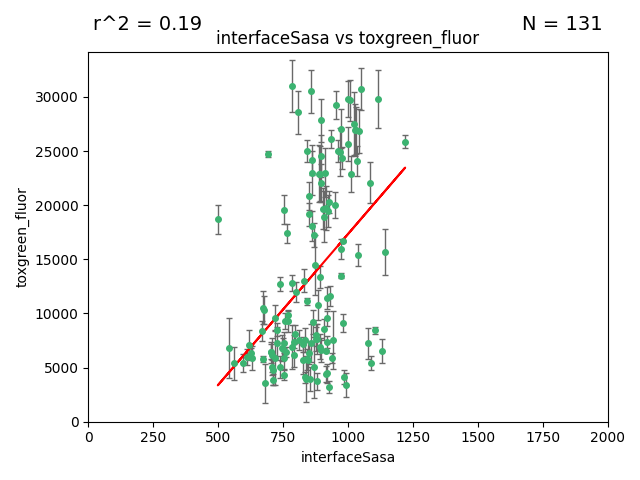 r^2 = 0.19
N = 131
interfaceSasa vs toxgreen_fluor
30000
25000
20000
15000
10000
5000
0
toxgreen_fluor
0 250 500 750 1000 1250 1500 1750 2000
interfaceSasa